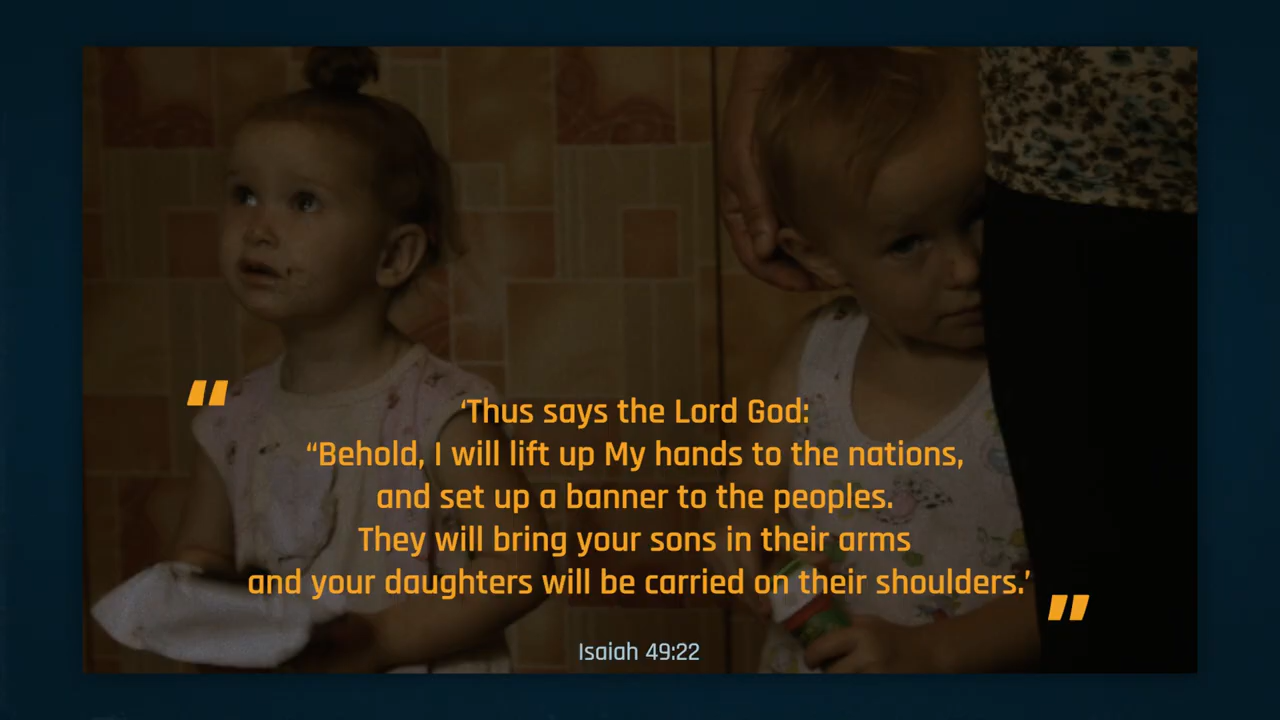 ‘Thus says the Lord God:
“Behold, I will lift up My hands to the nations,
and set up a banner to the peoples.
They will bring your sons in their arms
and your daughters will be carried on their shoulders.’
Isaiah 49:22